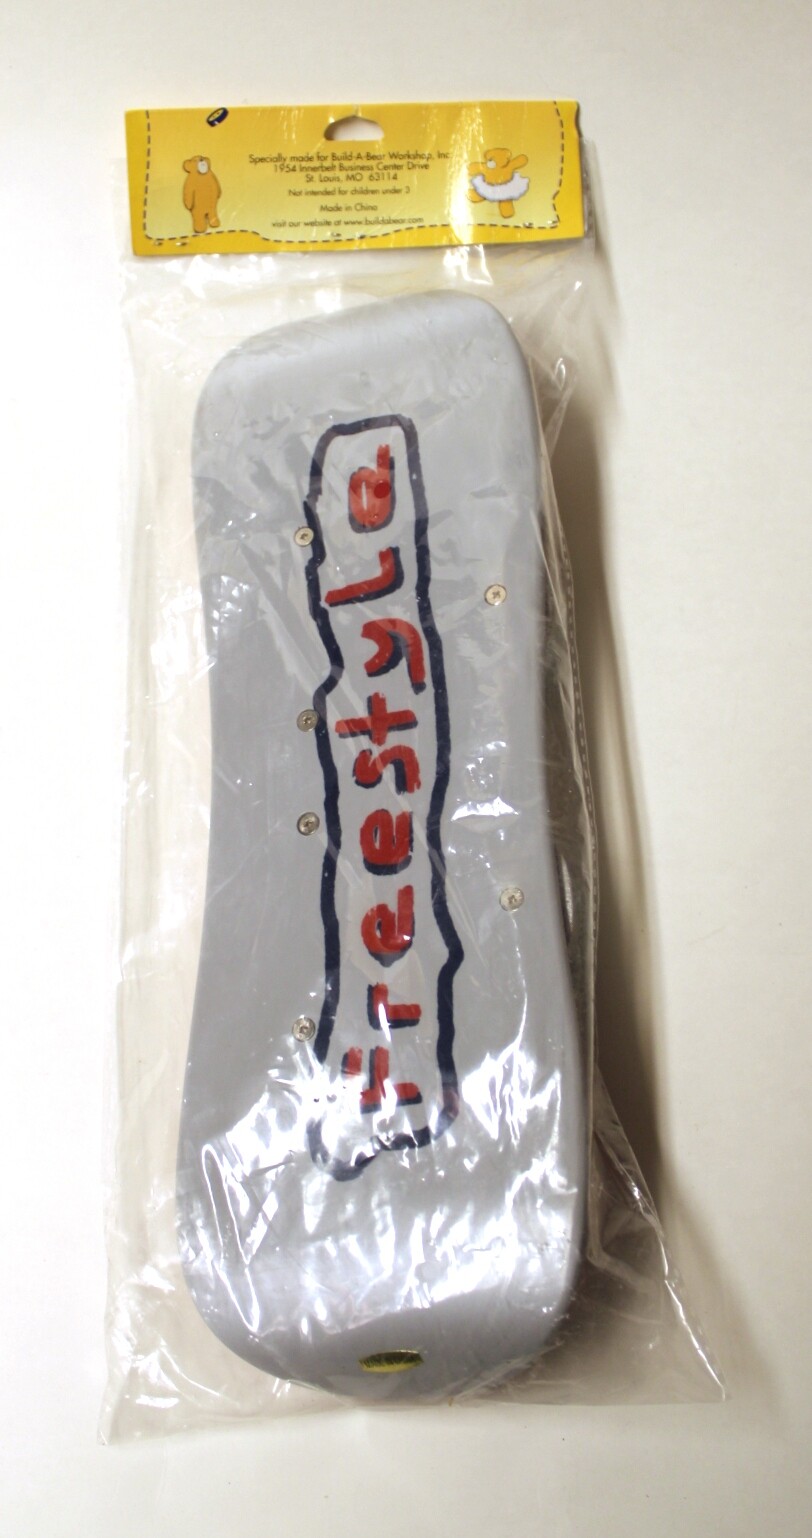 Specially made for Build-A-Bear Workshop, Inc.
1954 Innerbelt Business Center Drive
St. Louis, MO 63114
Not intended for children under 3
Made in China
visit our website at www.buildabear.com
FreestyLe